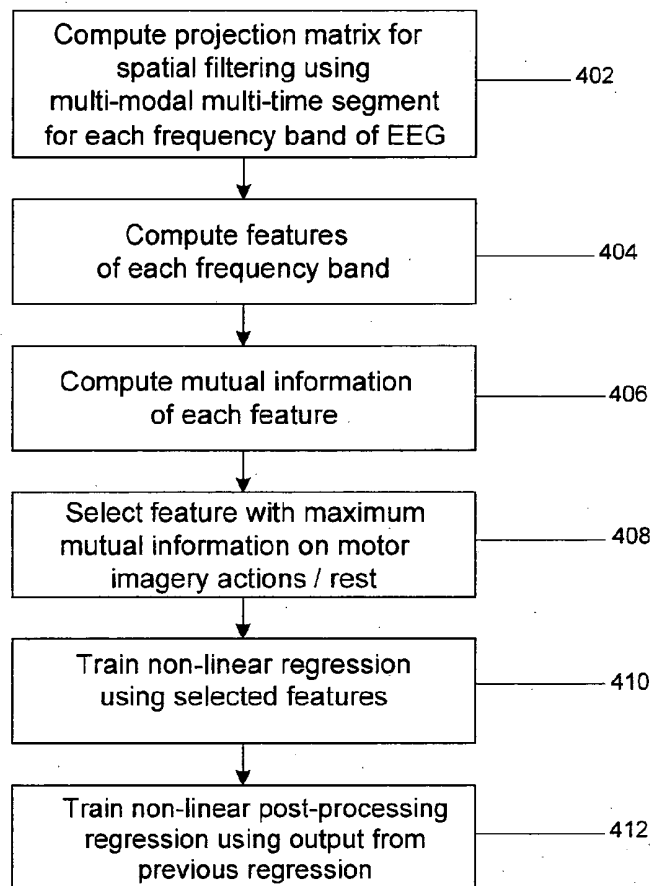 Compute projection matrix for
spatial filtering using
multi-modal multi-time segment
for each frequency band of EEG
402
Compute features
of each frequency band
404
Compute mutual information
of each feature
406
Select feature with maximum
mutual information on motor
imagery actions / rest
408
Train non-linear regression
using selected features
410
Train non-linear post-processing
regression using output from
previous regression
412